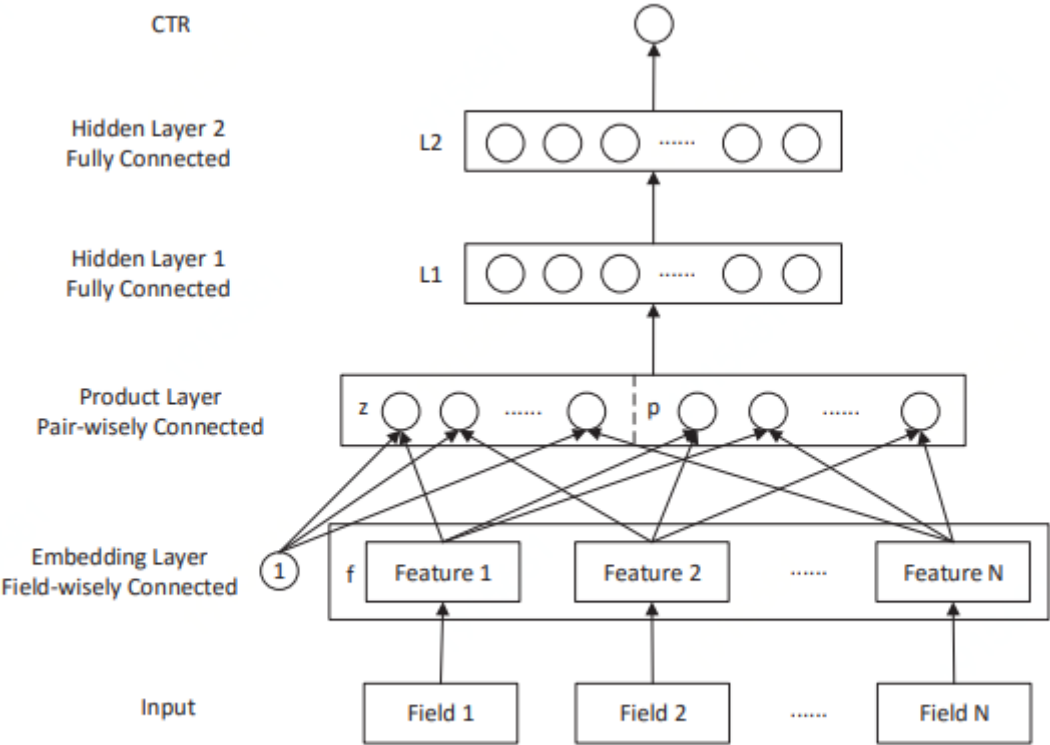 CTR
Hidden Layer 2
Fully Connected
L2
......
Hidden Layer 1
Fully Connected
L1
......
Product Layer
Pair-wisely Connected
z
......
p
......
Embedding Layer
Field-wisely Connected
1
f
Feature 1
Feature 2
......
Feature N
Input
Field 1
Field 2
......
Field N